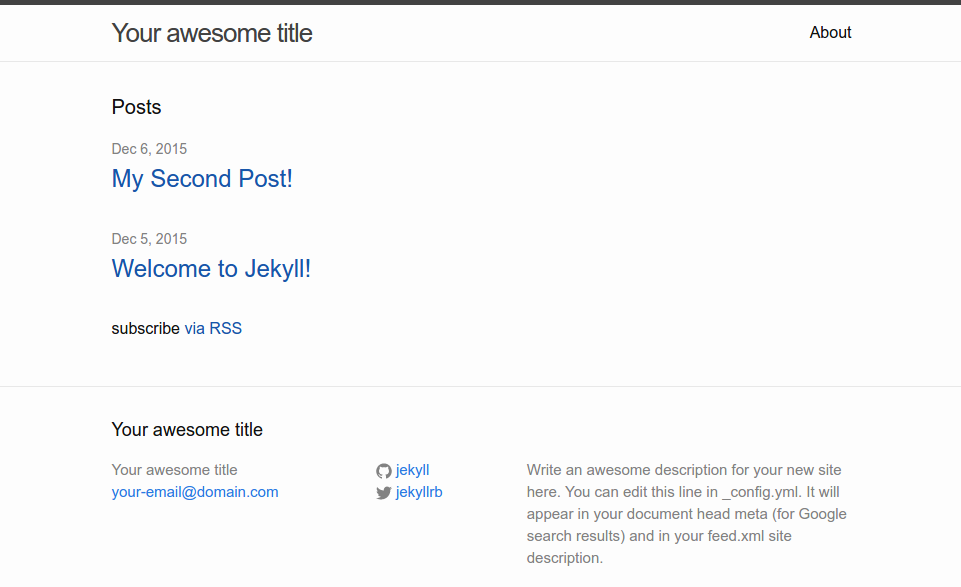 Your awesome title
About
Posts
Dec 6, 2015
My Second Post!
Dec 5, 2015
Welcome to Jekyll!
subscribe via RSS
Your awesome title
Your awesome title
your-email@domain.com
jekyll
jekyllrb
Write an awesome description for your new site
here. You can edit this line in _config.yml. It will
appear in your document head meta (for Google
search results) and in your feed.xml site
description.